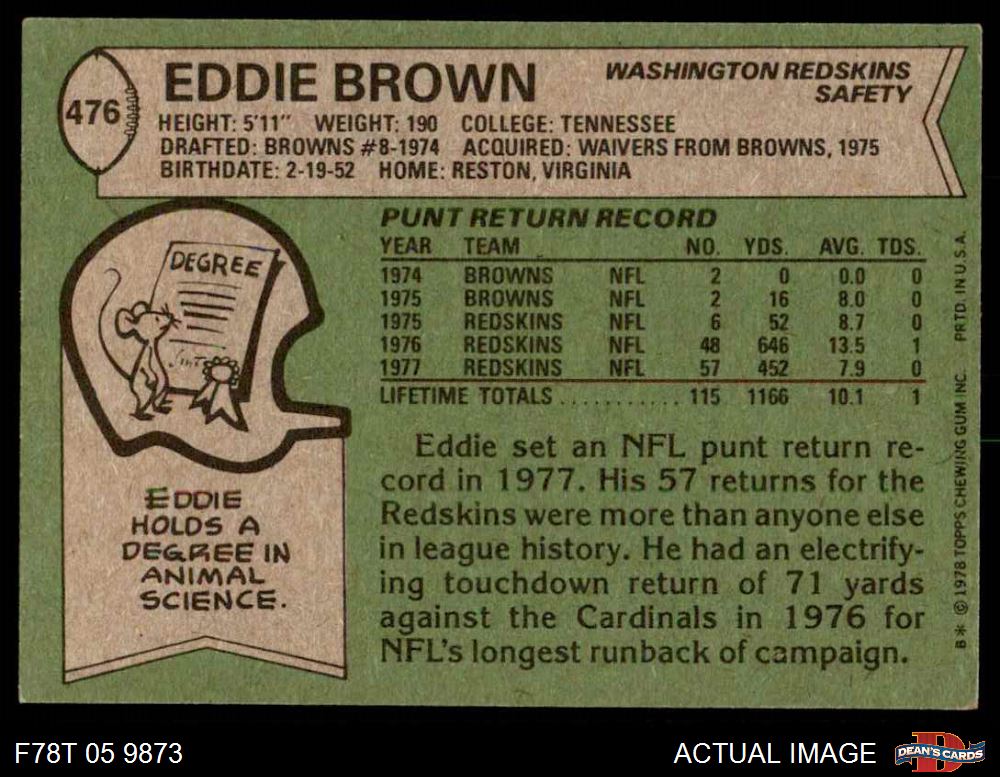 476
EDDIE BROWN
WASHINGTON REDSKINS
SAFETY
HEIGHT: 5'11" WEIGHT: 190 COLLEGE: TENNESSEE
DRAFTED: BROWNS #8-1974 ACQUIRED: WAIVERS FROM BROWNS, 1975
BIRTHDATE: 2-19-52 HOME: RESTON, VIRGINIA
DEGREE
EDDIE
HOLDS A
DEGREE IN
ANIMAL
SCIENCE.
PUNT RETURN RECORD
YEAR TEAM NO. YDS. AVG. TDS.
1974 BROWNS NFL 2 0 0.0 0
1975 BROWNS NFL 2 16 8.0 0
1975 REDSKINS NFL 6 52 8.7 0
1976 REDSKINS NFL 48 646 13.5 1
1977 REDSKINS NFL 57 452 7.9 0
LIFETIME TOTALS ........... 115 1166 10.1 1
Eddie set an NFL punt return re-
cord in 1977. His 57 returns for the
Redskins were more than anyone else
in league history. He had an electrify-
ing touchdown return of 71 yards
against the Cardinals in 1976 for
NFL's longest runback of campaign.
B* © 1978 TOPPS CHEWING GUM INC. PRTD. IN U.S.A.
F78T 05 9873
ACTUAL IMAGE
D
DEAN'S CARDS